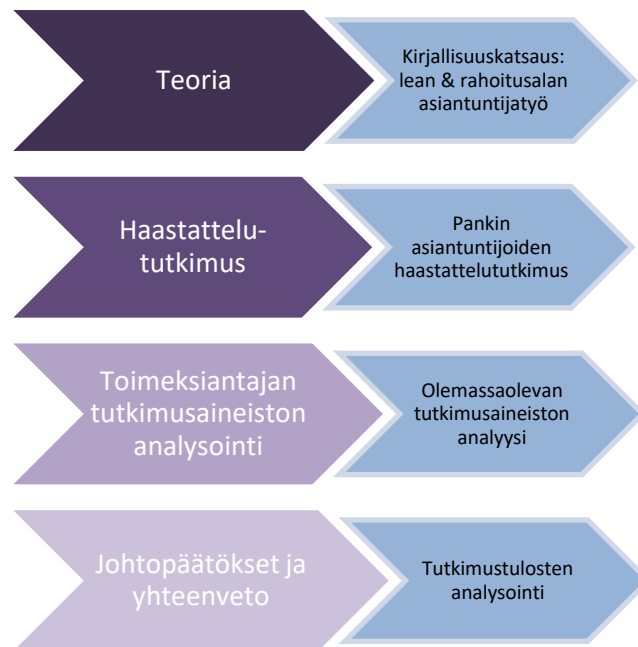 Teoria
Kirjallisuuskatsaus:
lean & rahoitusalan
asiantuntijatyö
Haastattelu-
tutkimus
Pankin
asiantuntijoiden
haastattelututkimus
Toimeksiantajan
tutkimusaineiston
analysointi
Olemassaolevan
tutkimusaineiston
analyysi
Johtopäätökset ja
yhteenveto
Tutkimustulosten
analysointi